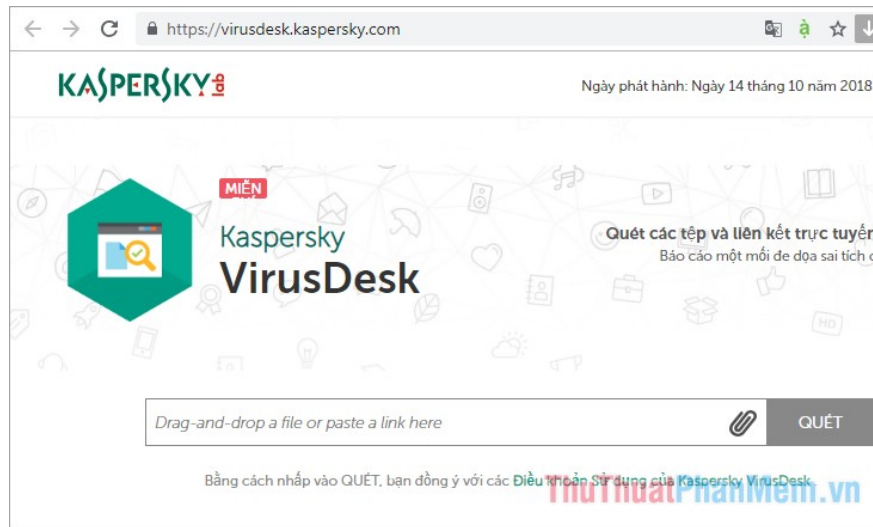 https://virusdesk.kaspersky.com
KASPERSKY lab
Ngày phát hành: Ngày 14 tháng 10 năm 2018
MIỄN
Kaspersky
VirusDesk
Quét các tệp và liên kết trực tuyến
Báo cáo một mối đe dọa sai tích
HD
Drag-and-drop a file or paste a link here
QUÉT
Bằng cách nhấp vào QUÉT, bạn đồng ý với các Điều khoản Sử dụng của Kaspersky VirusDesk
ThuThuatPhanMem.vn